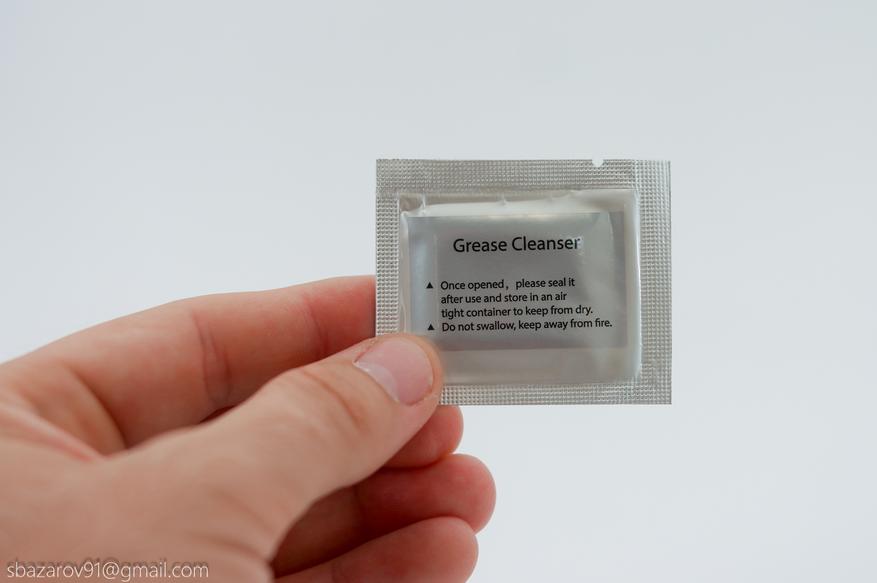 Grease Cleanser
▲ Once opened, please seal it
after use and store in an air
tight container to keep from dry.
▲ Do not swallow, keep away from fire.
sbazarov91@gmail.com